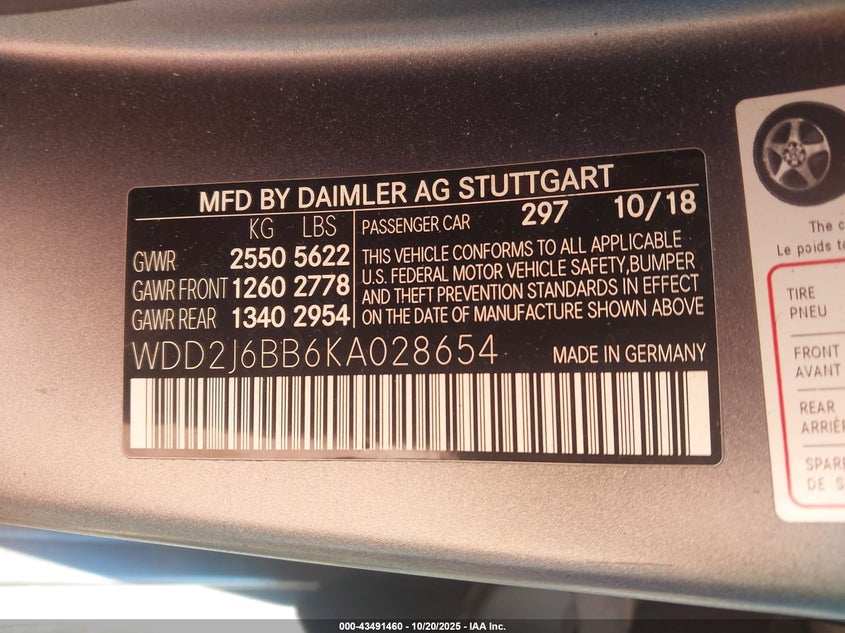 MFD BY DAIMLER AG STUTTGART
KG LBS
GVWR 2550 5622
GAWR FRONT 1260 2778
GAWR REAR 1340 2954
PASSENGER CAR 297 10/18
THIS VEHICLE CONFORMS TO ALL APPLICABLE
U.S. FEDERAL MOTOR VEHICLE SAFETY,BUMPER
AND THEFT PREVENTION STANDARDS IN EFFECT
ON THE DATE OF MANUFACTURE SHOWN ABOVE
WDD2J6BB6KA028654 MADE IN GERMANY
The
Le poids
TIRE
PNEU
FRONT
AVANT
REAR
DE
000-43491460 - 10/20/2025 - IAA Inc.